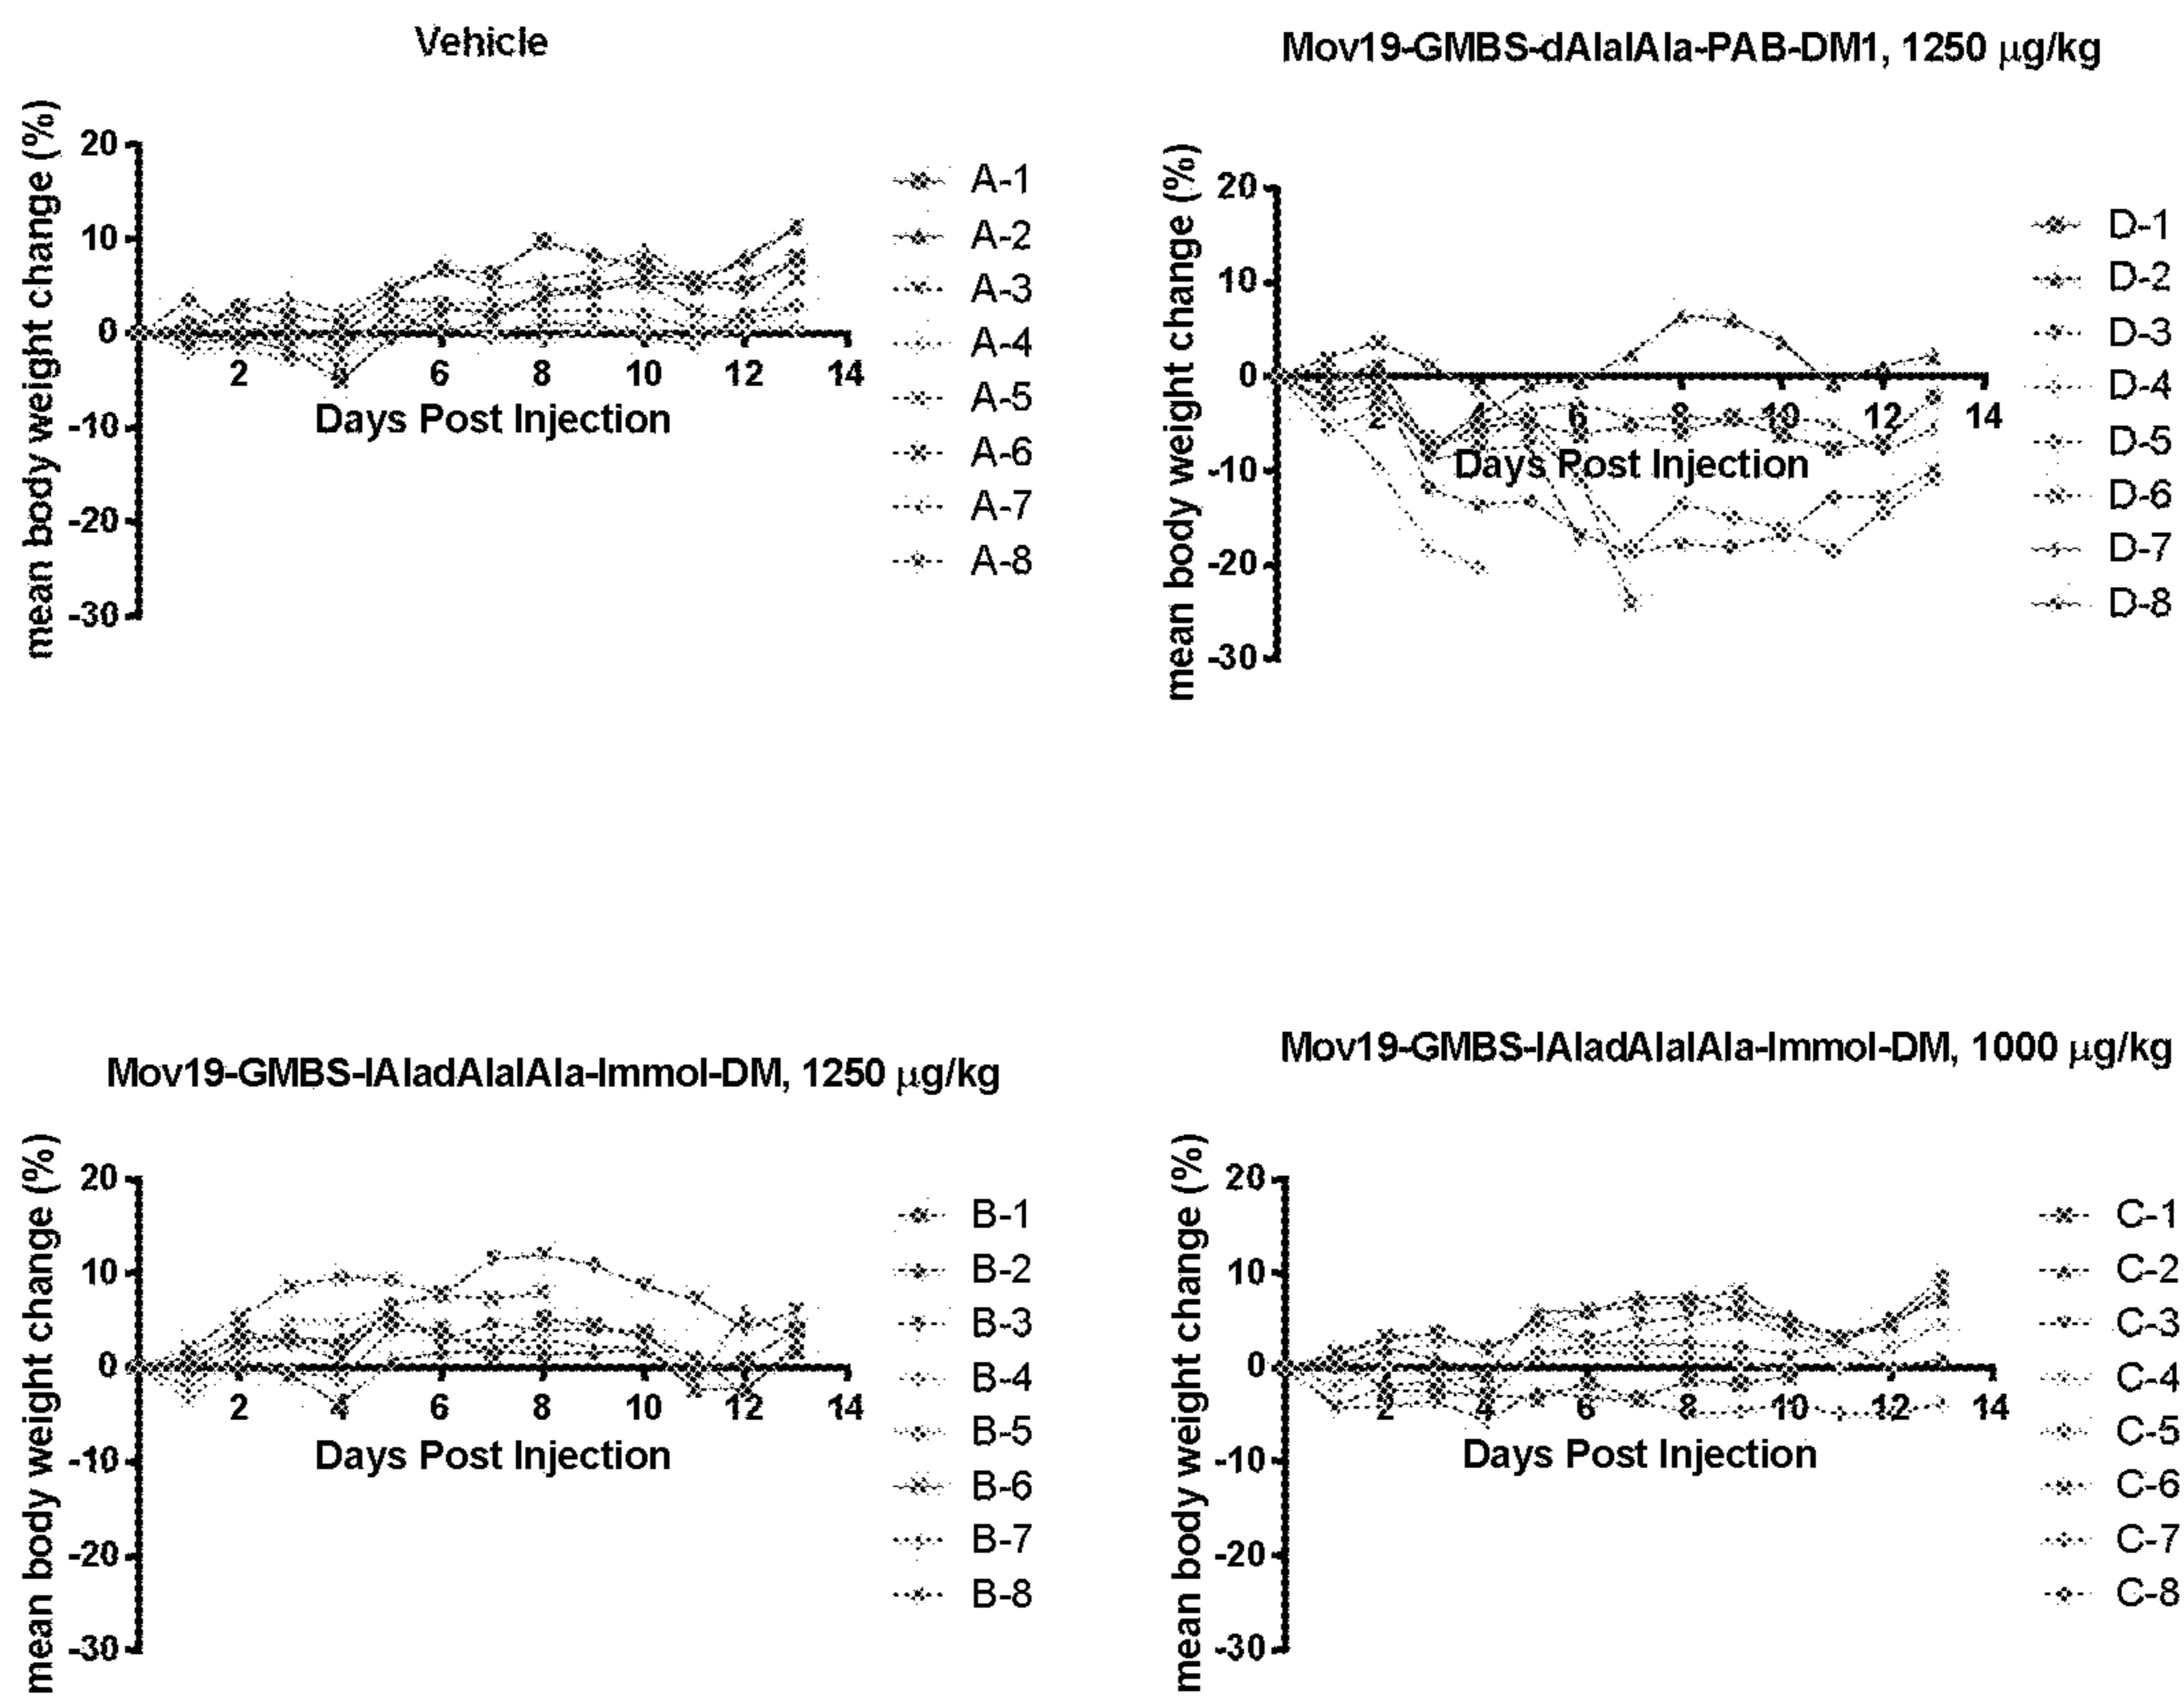 Vehicle
mean body weight change (%)
20
10
0
-10
-20
-30
2
4
6
8
10
12
14
Days Post Injection
A-1
A-2
A-3
A-4
A-5
A-6
A-7
A-8
Mov19-GMBS-dAlalAla-PAB-DM1, 1250 µg/kg
mean body weight change (%)
20
10
0
-10
-20
-30
2
4
6
8
10
12
14
Days Post Injection
D-1
D-2
D-3
D-4
D-5
D-6
D-7
D-8
Mov19-GMBS-lAladAlalAla-Immol-DM, 1250 µg/kg
mean body weight change (%)
20
10
0
-10
-20
-30
2
4
6
8
10
12
14
Days Post Injection
B-1
B-2
B-3
B-4
B-5
B-6
B-7
B-8
Mov19-GMBS-lAladAlalAla-Immol-DM, 1000 µg/kg
mean body weight change (%)
20
10
0
-10
-20
-30
2
4
6
8
10
12
14
Days Post Injection
C-1
C-2
C-3
C-4
C-5
C-6
C-7
C-8